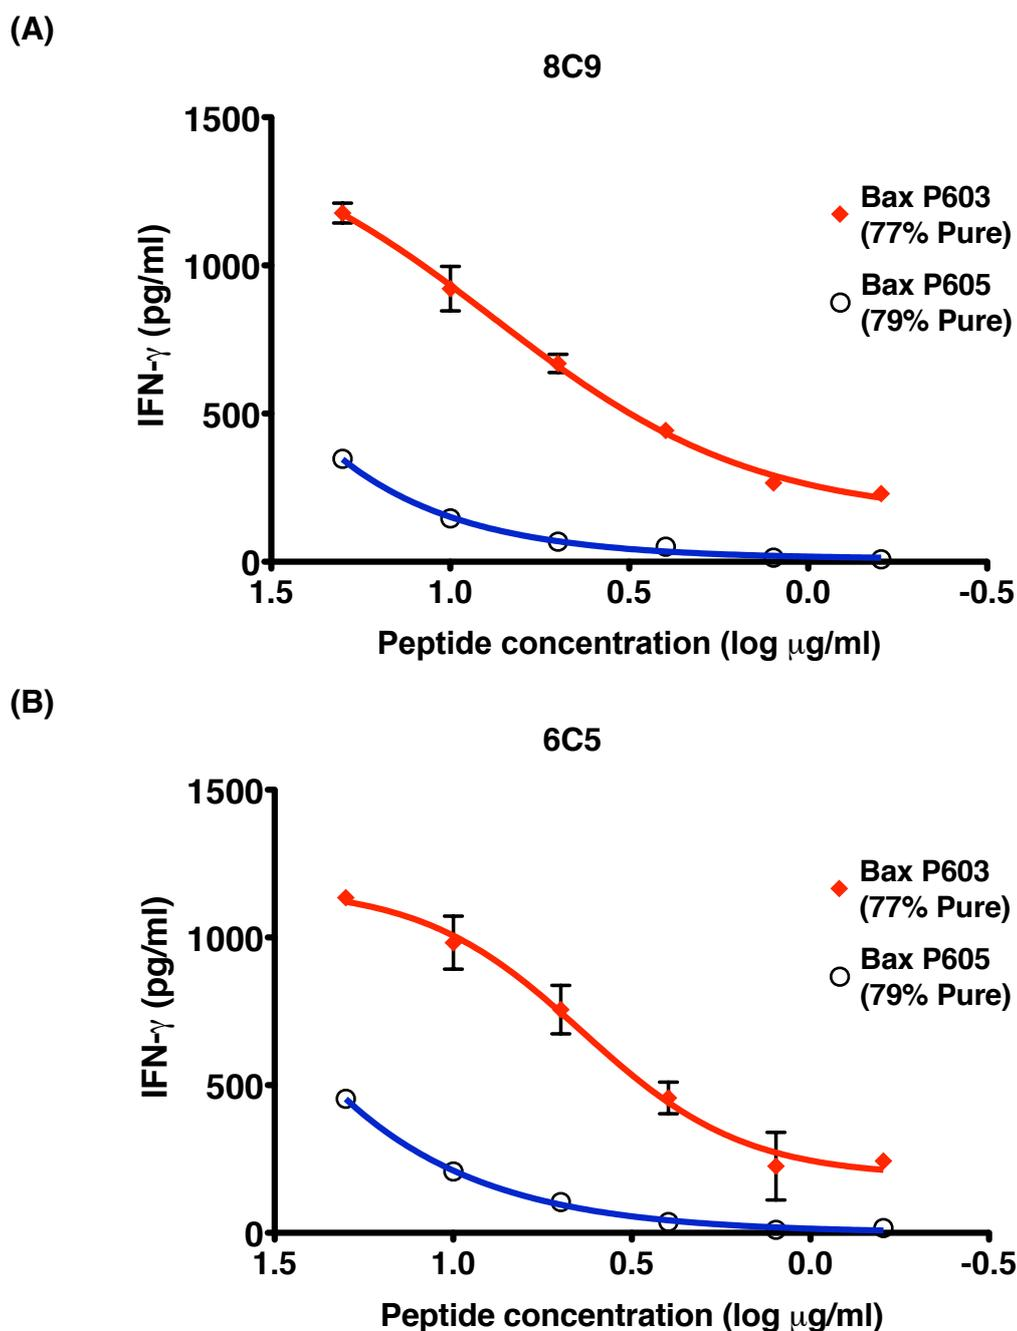 (A)
8C9
1500
1000
500
0
IFN-γ (pg/ml)
Bax P603
(77% Pure)
Bax P605
(79% Pure)
1.5 1.0 0.5 0.0 -0.5
Peptide concentration (log μg/ml)
(B)
6C5
1500
1000
500
0
IFN-γ (pg/ml)
Bax P603
(77% Pure)
Bax P605
(79% Pure)
1.5 1.0 0.5 0.0 -0.5
Peptide concentration (log μg/ml)